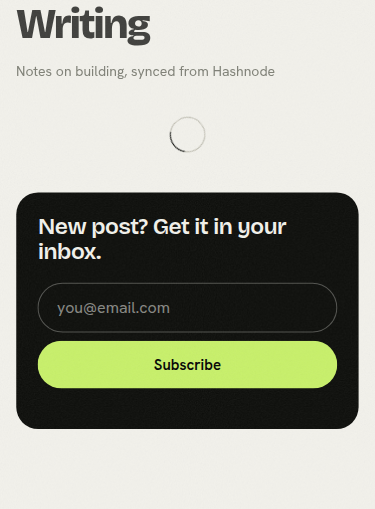 Writing
Notes on building, synced from Hashnode
New post? Get it in your
inbox.
you@email.com
Subscribe